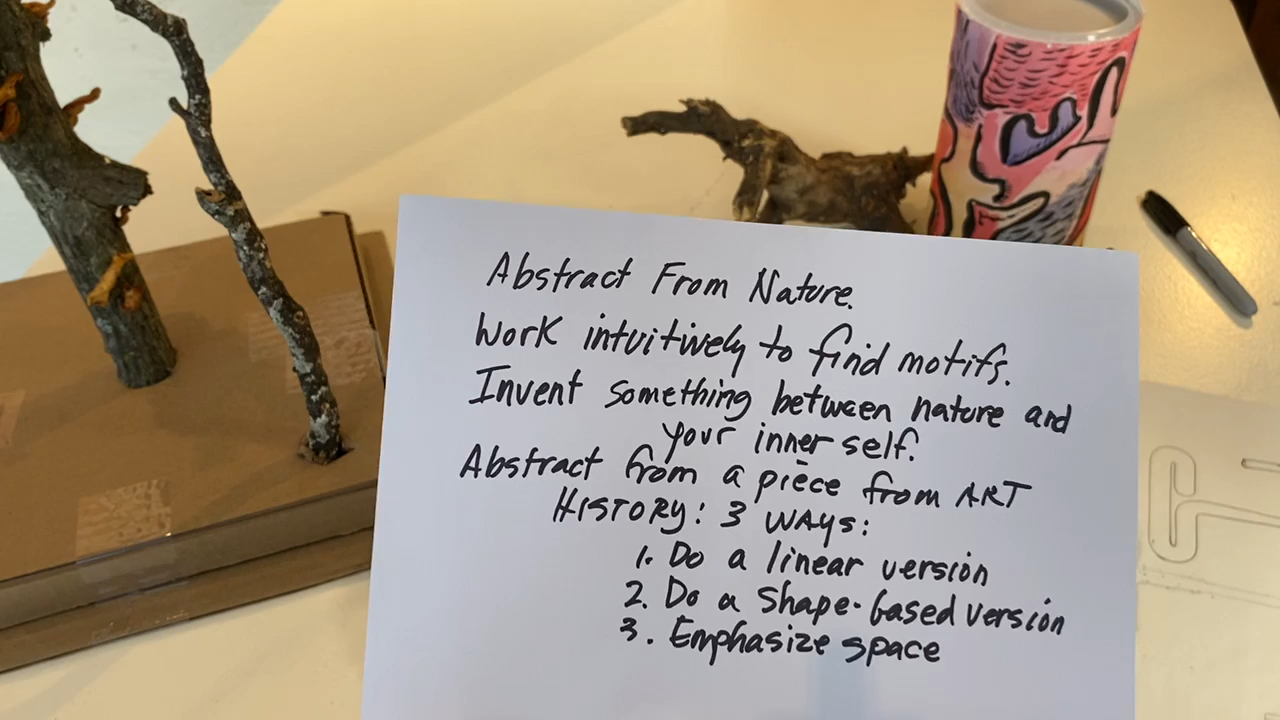 Abstract From Nature.
Work intuitively to find motifs.
Invent something between nature and
your inner self.
Abstract from a piece from ART
HISTORY: 3 WAYS:
1. Do a linear version
2. Do a Shape-based version
3. Emphasize space